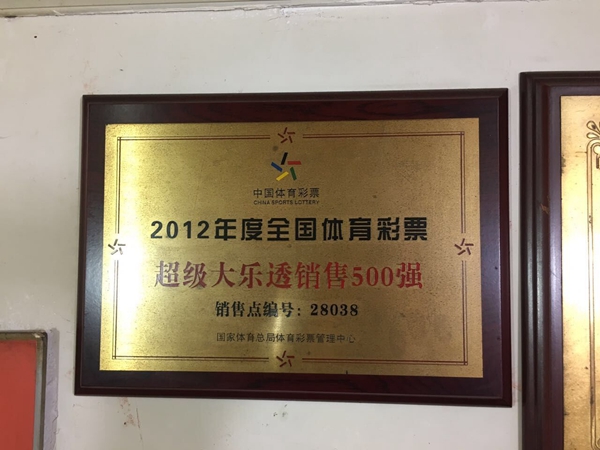 中国体育彩票
CHINA SPORTS LOTTERY
2012年度全国体育彩票
超级大乐透销售500强
销售点编号：28038
国家体育总局体育彩票管理中心